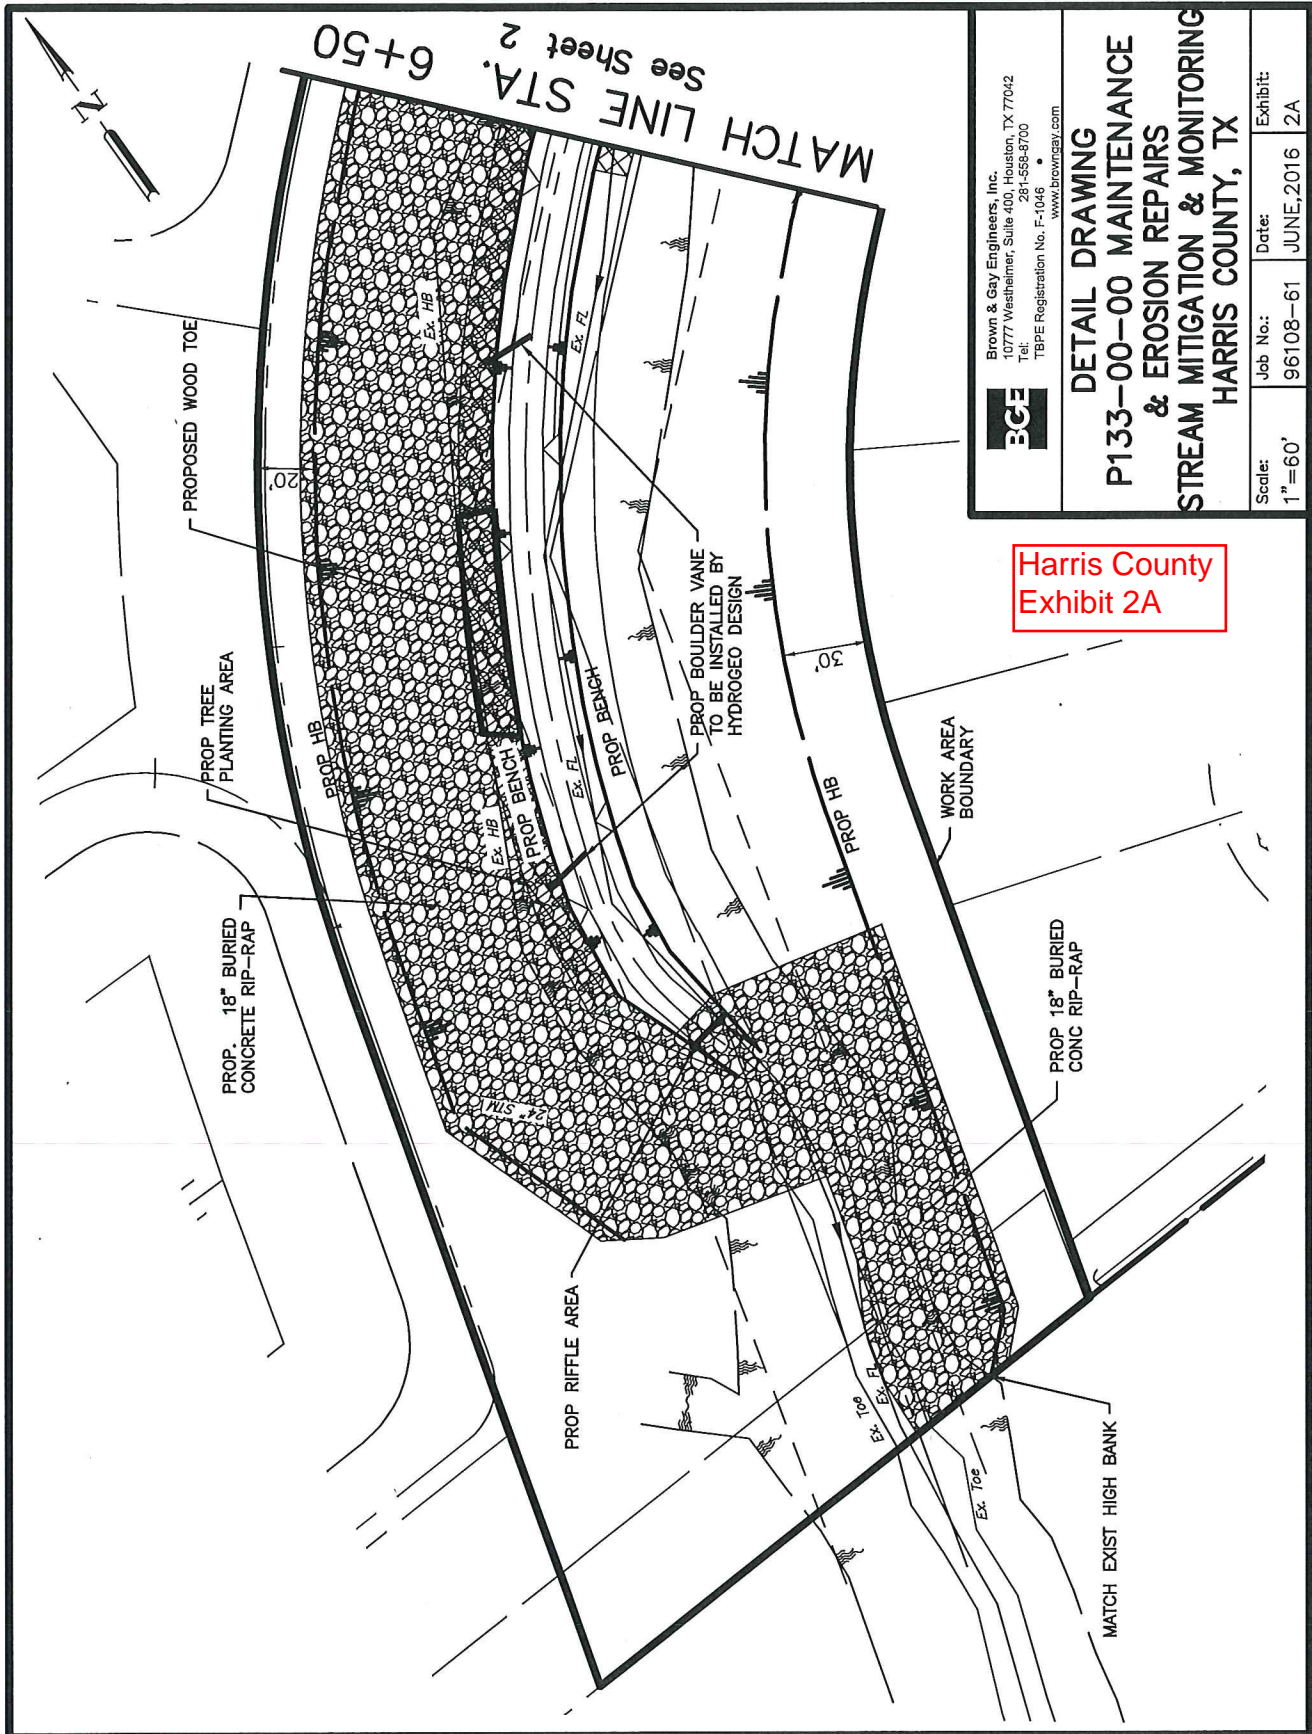 MATCH LINE STA. 6+50
See Sheet 2
N
PROPOSED WOOD TOE
PROP TREE
PLANTING AREA
PROP. 18" BURIED
CONCRETE RIP-RAP
PROP HB
20'
Ex. HB
Ex. HB
PROP BENCH
Ex. FL
Ex. FL
PROP BENCH
24" STM
PROP BOULDER VANE
TO BE INSTALLED BY
HYDROGEO DESIGN
30'
PROP HB
WORK AREA
BOUNDARY
PROP 18" BURIED
CONC RIP-RAP
PROP RIFFLE AREA
Ex. Toe
Ex. FL
Ex. Toe
MATCH EXIST HIGH BANK
Harris County
Exhibit 2A
BGE
Brown & Gay Engineers, Inc.
10777 Westheimer, Suite 400, Houston, TX 77042
Tel: 281-558-8700
TBPE Registration No. F-1046 • www.browngay.com
DETAIL DRAWING
P133-00-00 MAINTENANCE
& EROSION REPAIRS
STREAM MITIGATION & MONITORING
HARRIS COUNTY, TX
Scale:
1"=60'
Job No.:
96108-61
Date:
JUNE,2016
Exhibit:
2A